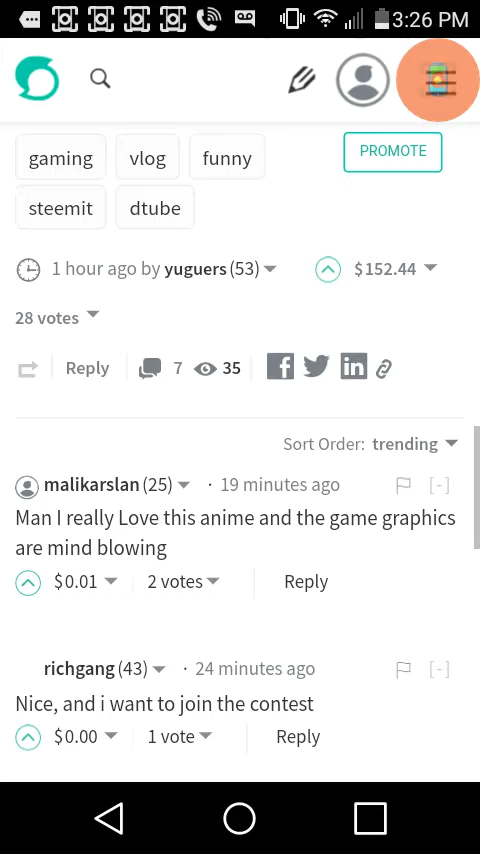 3:26 PM
gaming vlog funny PROMOTE
steemit dtube
1 hour ago by yuguers (53) $152.44
28 votes
Reply 7 35
Sort Order: trending
malikarslan (25) · 19 minutes ago [-]
Man I really Love this anime and the game graphics
are mind blowing
$0.01 2 votes Reply
richgang (43) · 24 minutes ago [-]
Nice, and i want to join the contest
$0.00 1 vote Reply